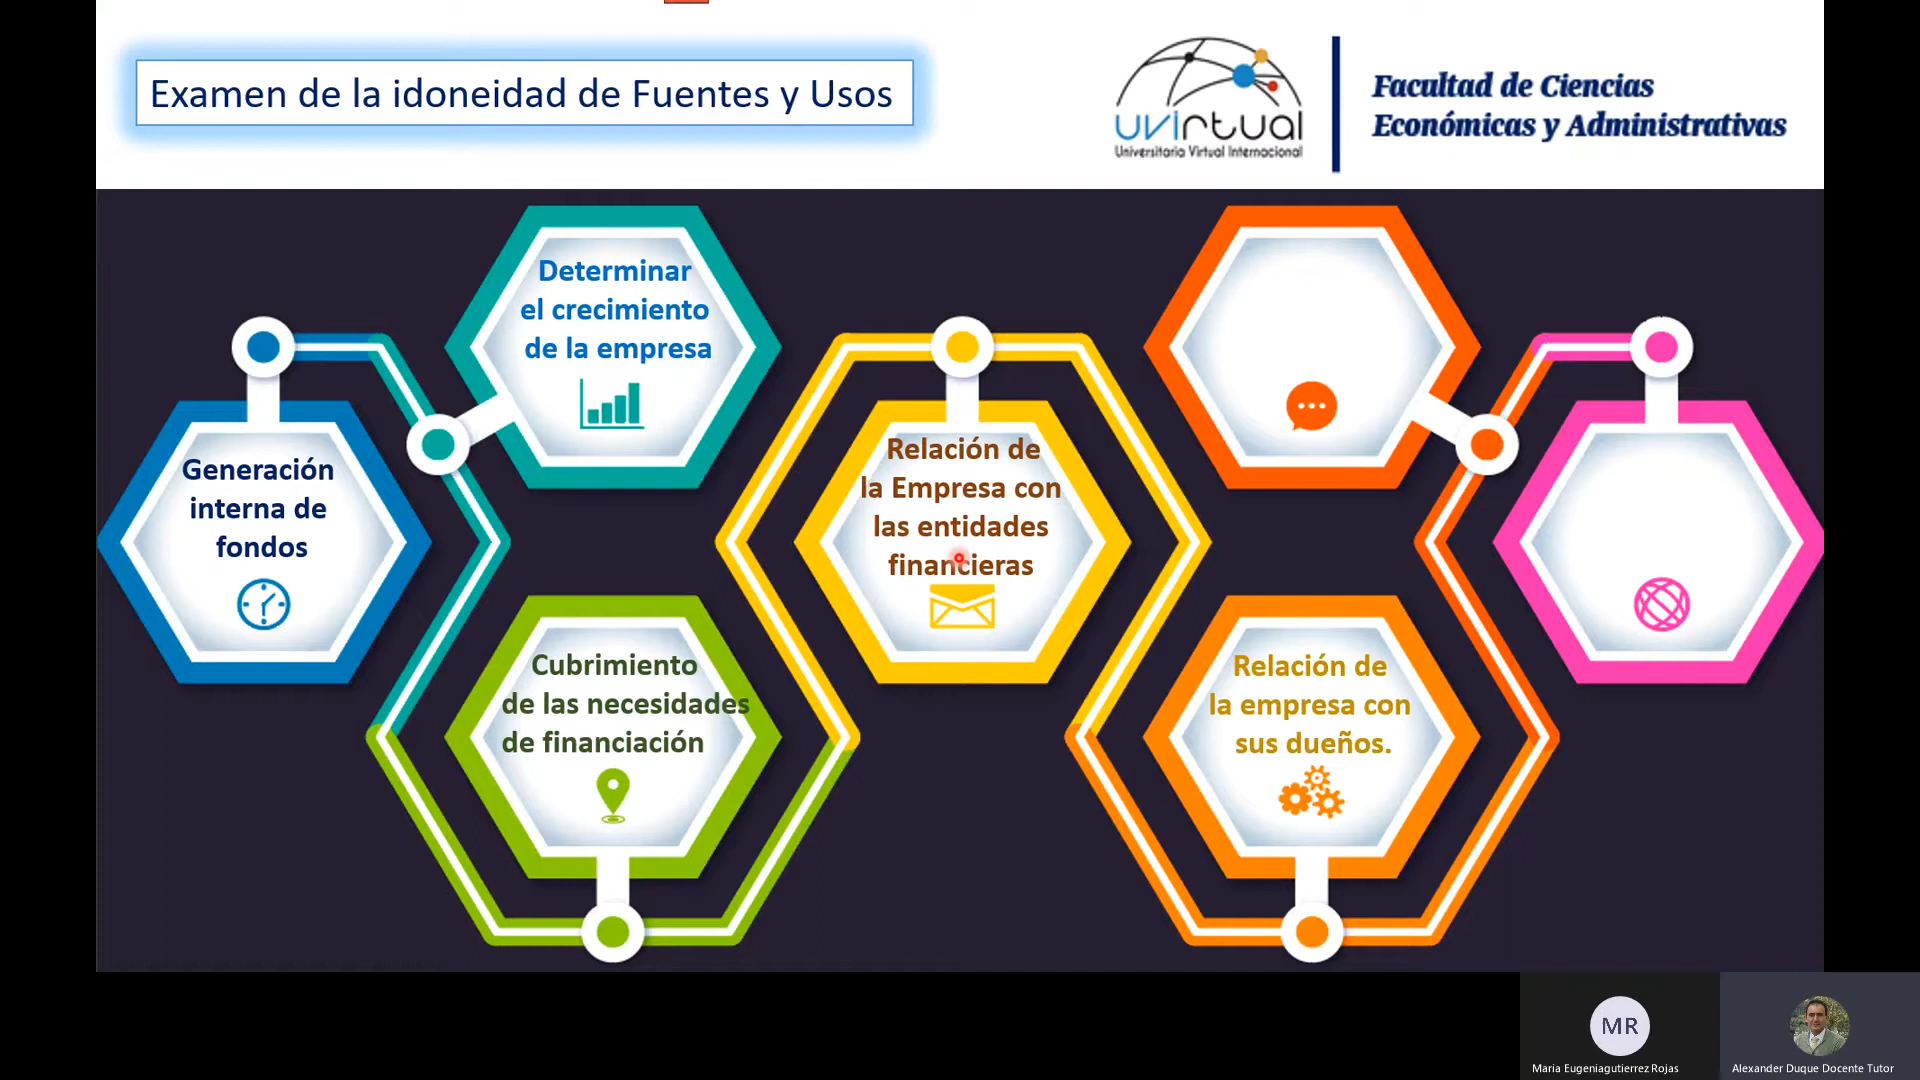 Examen de la idoneidad de Fuentes y Usos
uvirtual
Universitaria Virtual Internacional
Facultad de Ciencias
Económicas y Administrativas
Generación
interna de
fondos
Determinar
el crecimiento
de la empresa
Cubrimiento
de las necesidades
de financiación
Relación de
la Empresa con
las entidades
financieras
Relación de
la empresa con
sus dueños.
MR
Maria Eugeniagutierrez Rojas
Alexander Duque Docente Tutor